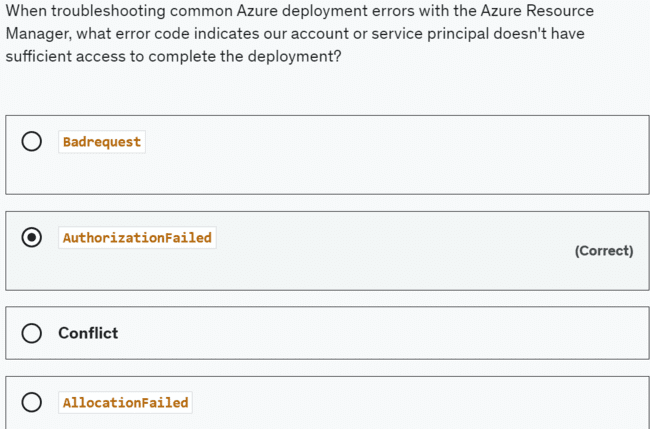 When troubleshooting common Azure deployment errors with the Azure Resource
Manager, what error code indicates our account or service principal doesn't have
sufficient access to complete the deployment?
Badrequest
AuthorizationFailed
(Correct)
Conflict
AllocationFailed